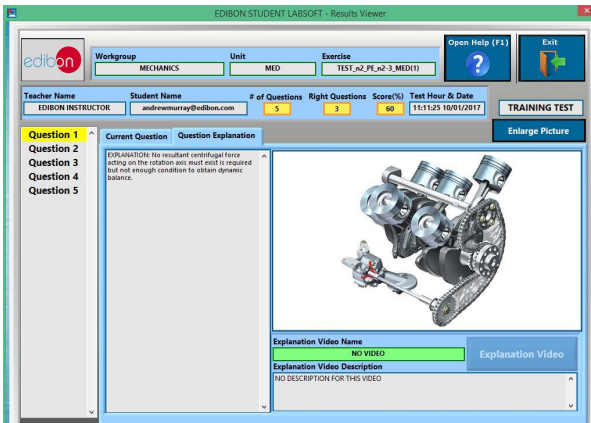 EDIBON STUDENT LABSOFT - Results Viewer
edibon
Workgroup Unit Exercise
MECHANICS MED TEST_n2_PE_n2-3_MED(1)
Open Help (F1) Exit
?
Teacher Name Student Name # of Questions Right Questions Score(%) Test Hour & Date
EDIBON INSTRUCTOR andrewmurray@edibon.com 5 3 60 11:11:25 10/01/2017 TRAINING TEST
Question 1
Question 2
Question 3
Question 4
Question 5
Current Question Question Explanation Enlarge Picture
EXPLANATION: No resultant centrifugal force
acting on the rotation axis must exist is required
but not enough condition to obtain dynamic
balance.
Explanation Video Name
NO VIDEO
Explanation Video
Explanation Video Description
NO DESCRIPTION FOR THIS VIDEO